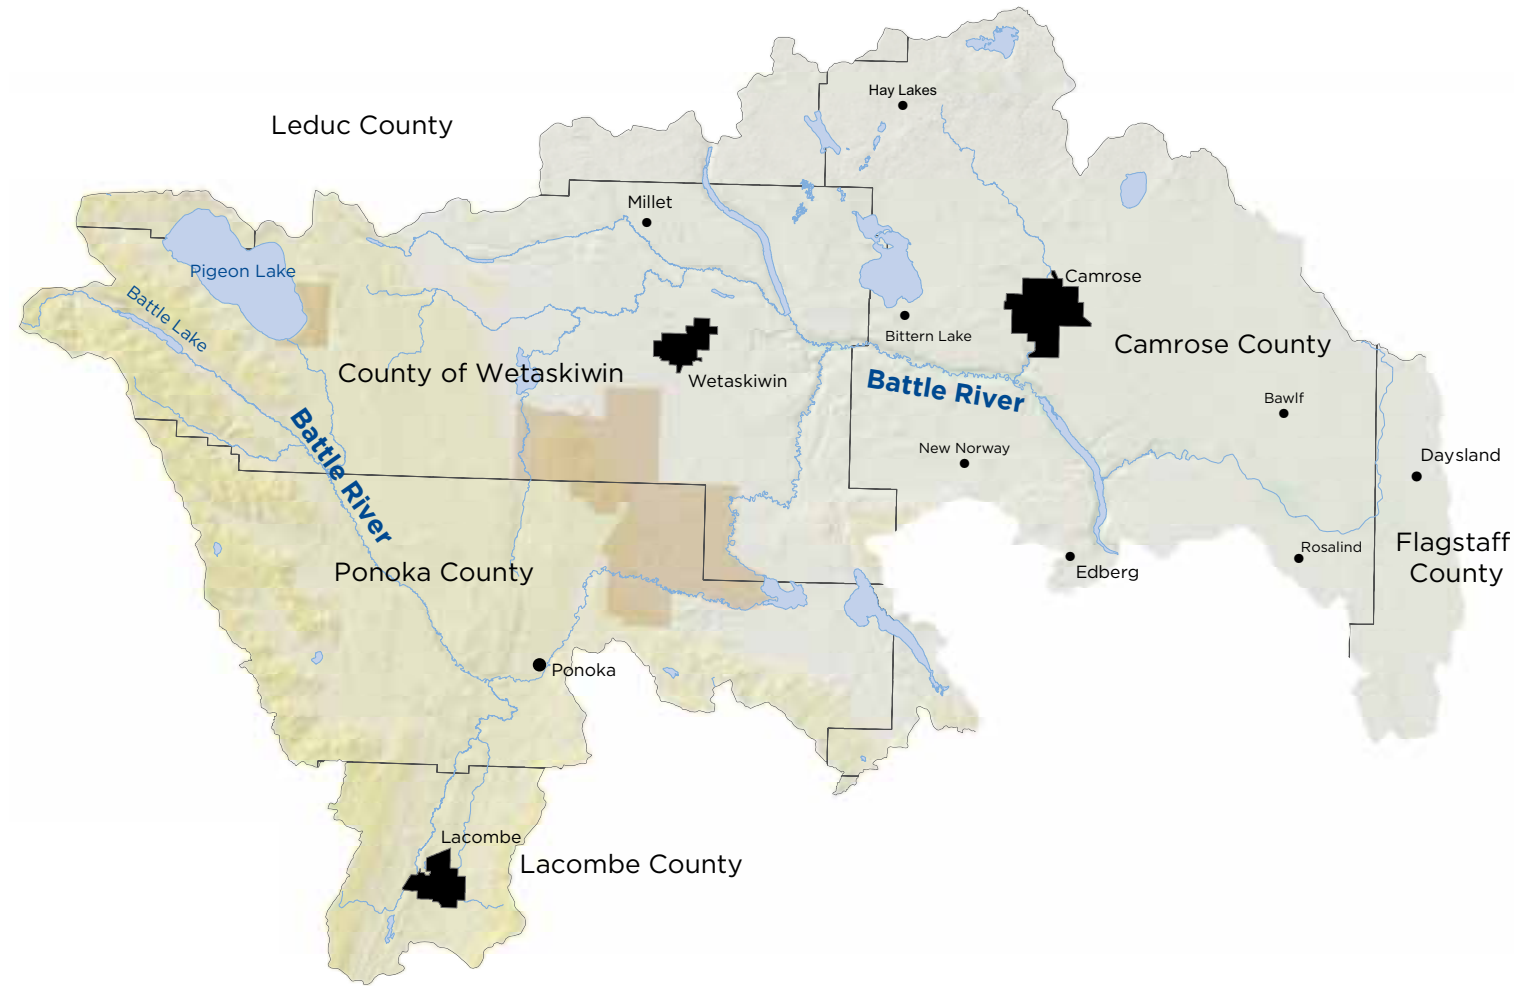 Hay Lakes
Leduc County
Millet
Pigeon Lake
Camrose
Battle Lake
Bittern Lake
Camrose County
County of Wetaskiwin
Wetaskiwin
Battle River
Bawlf
Battle River
New Norway
Daysland
Flagstaff
County
Rosalind
Ponoka County
Edberg
Ponoka
Lacombe
Lacombe County